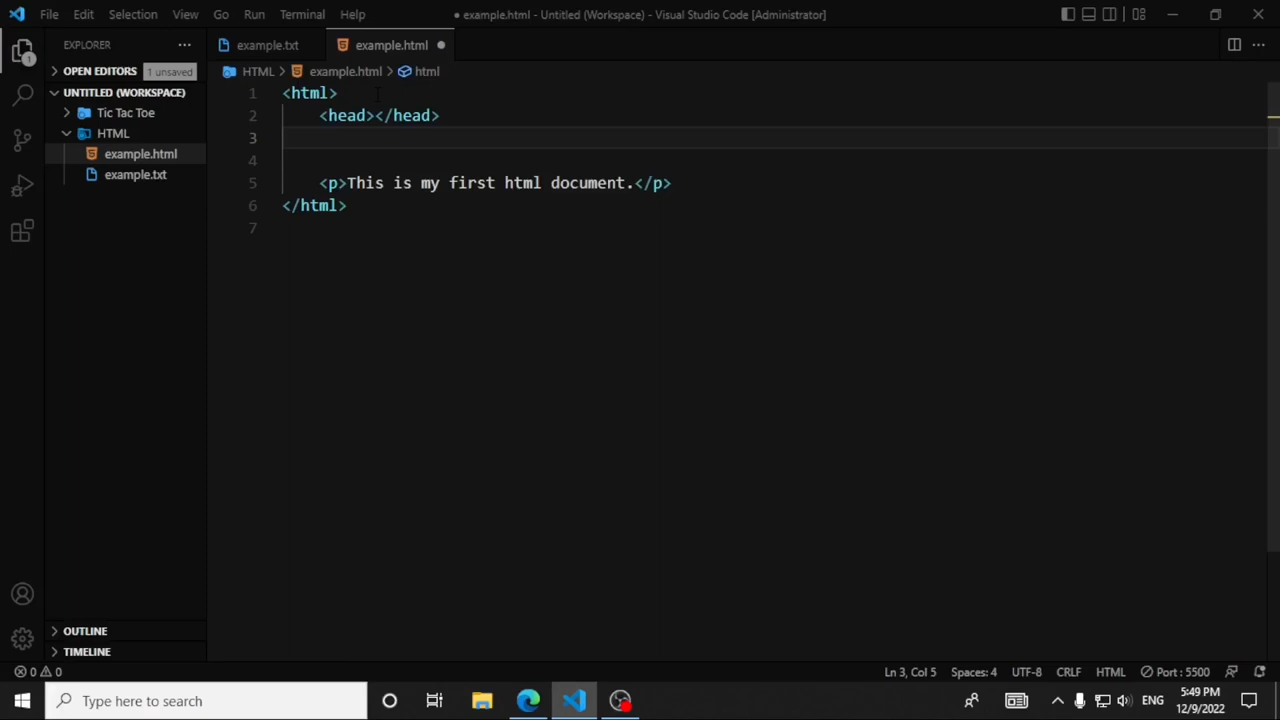 File Edit Selection View Go Run Terminal Help ● example.html - Untitled (Workspace) - Visual Studio Code [Administrator]
EXPLORER ...
example.txt example.html ●
OPEN EDITORS 1 unsaved
HTML > example.html > html
UNTITLED (WORKSPACE)
Tic Tac Toe
HTML
example.html
example.txt
1 <html>
2 <head></head>
3
4
5 <p>This is my first html document.</p>
6 </html>
7
1
OUTLINE
TIMELINE
0 0 Ln 3, Col 5 Spaces: 4 UTF-8 CRLF HTML Port : 5500
Type here to search ENG 5:49 PM
12/9/2022